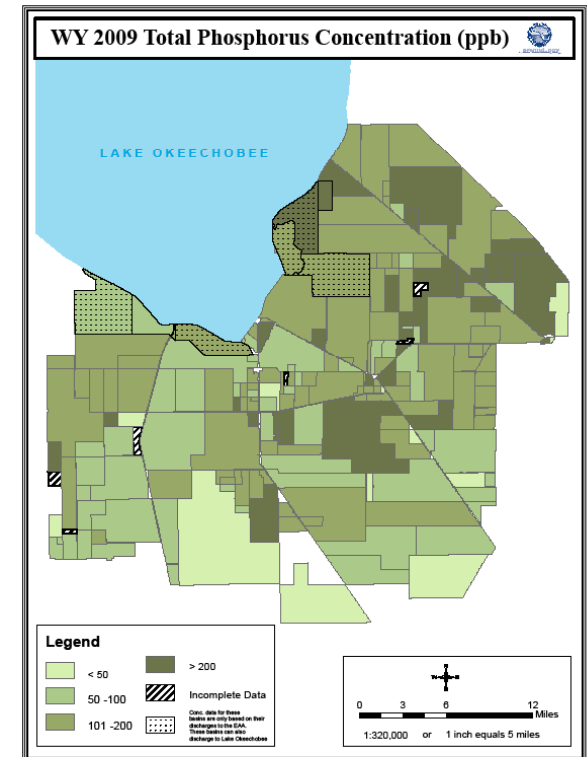 WY 2009 Total Phosphorus Concentration (ppb)
LAKE OKEECHOBEE
Legend
< 50
50 -100
101 -200
> 200
Incomplete Data
Conc. data for these
basins are only based on their
discharges to the EAA.
These basins can also
discharge to Lake Okeechobee
0 3 6 12
Miles
1:320,000 or 1 inch equals 5 miles